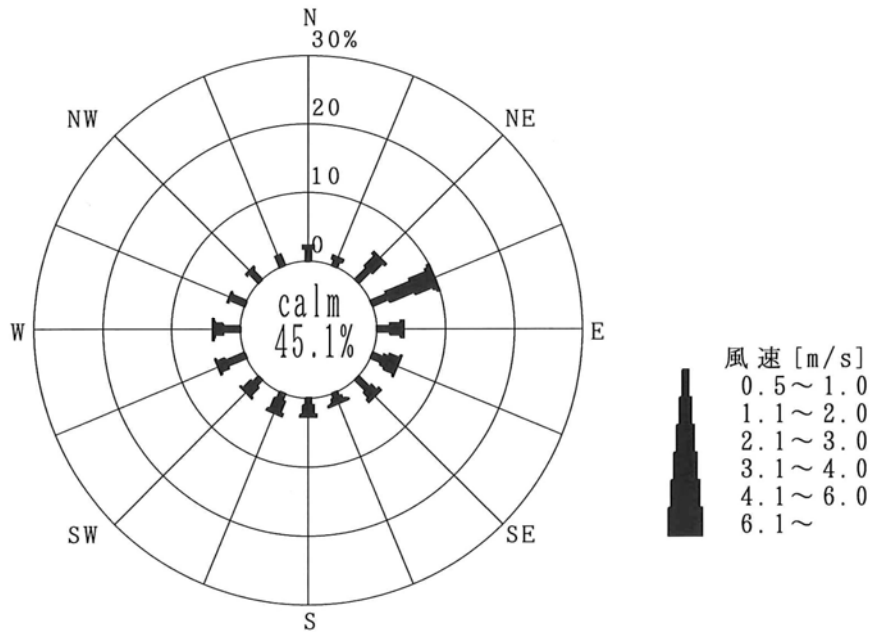 N
30%
NW
NE
20
10
0
calm
45.1%
W
E
SW
SE
S
風速[m/s]
0.5～1.0
1.1～2.0
2.1～3.0
3.1～4.0
4.1～6.0
6.1～